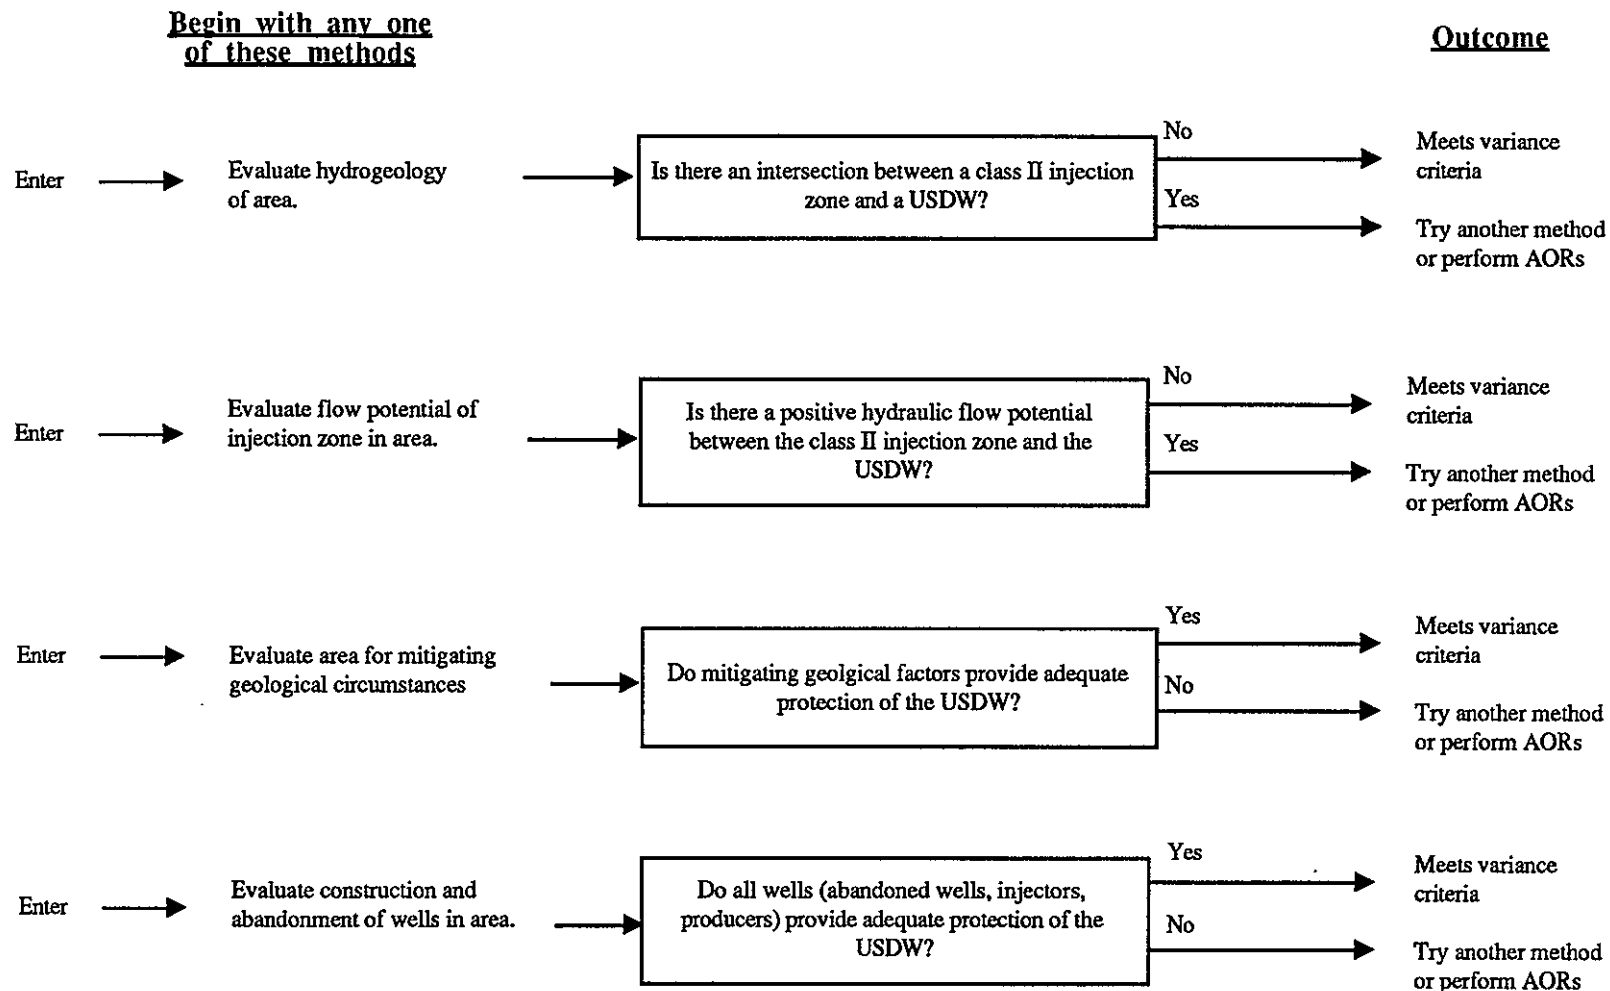 Begin with any one
of these methods
Outcome
Enter
Evaluate hydrogeology
of area.
Is there an intersection between a class II injection
zone and a USDW?
No
Meets variance
criteria
Yes
Try another method
or perform AORs
Enter
Evaluate flow potential of
injection zone in area.
Is there a positive hydraulic flow potential
between the class II injection zone and the
USDW?
No
Meets variance
criteria
Yes
Try another method
or perform AORs
Enter
Evaluate area for mitigating
geological circumstances
Do mitigating geolgical factors provide adequate
protection of the USDW?
Yes
Meets variance
criteria
No
Try another method
or perform AORs
Enter
Evaluate construction and
abandonment of wells in area.
Do all wells (abandoned wells, injectors,
producers) provide adequate protection of the
USDW?
Yes
Meets variance
criteria
No
Try another method
or perform AORs